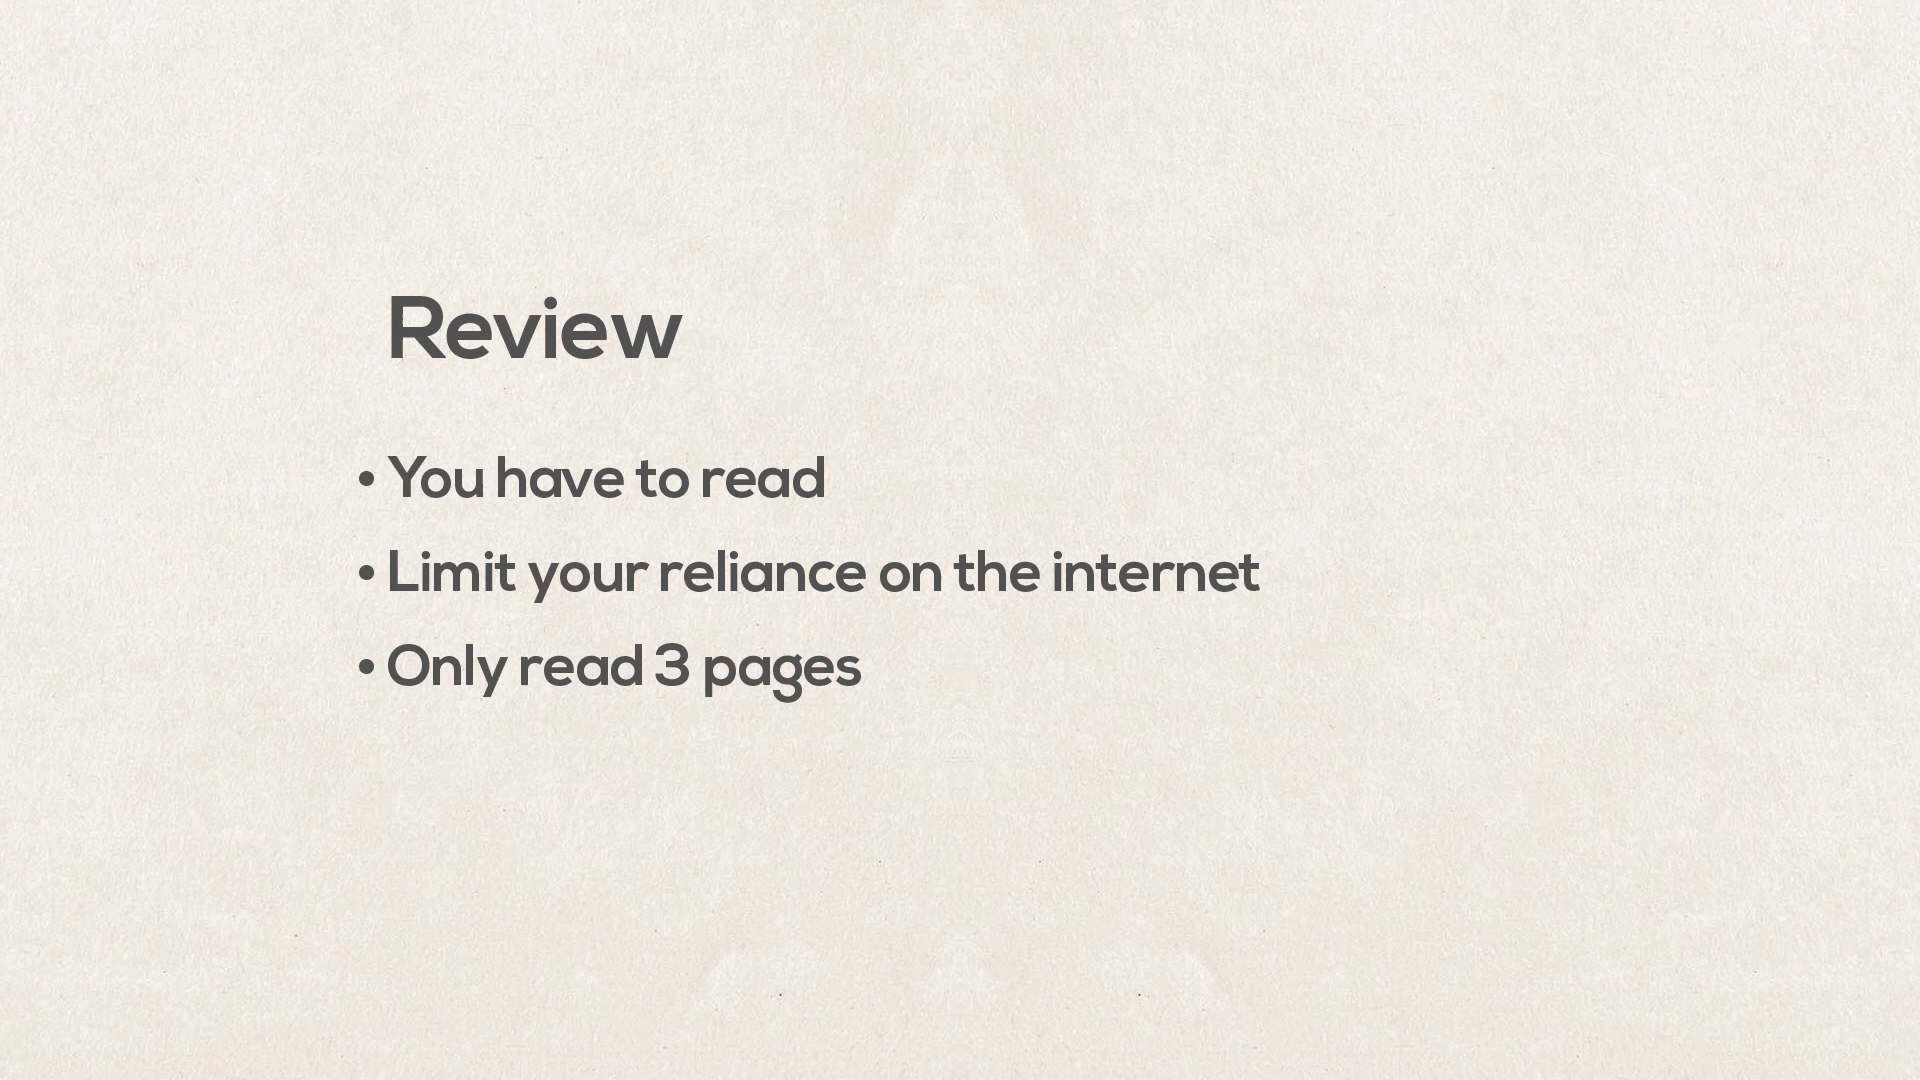 Review
• You have to read
• Limit your reliance on the internet
• Only read 3 pages